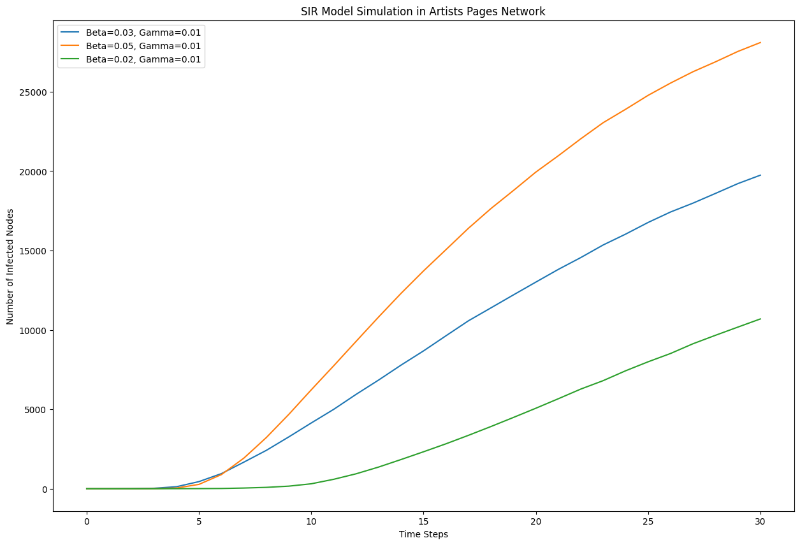 SIR Model Simulation in Artists Pages Network
Beta=0.03, Gamma=0.01
Beta=0.05, Gamma=0.01
Beta=0.02, Gamma=0.01
Number of Infected Nodes
25000
20000
15000
10000
5000
0
0 5 10 15 20 25 30
Time Steps